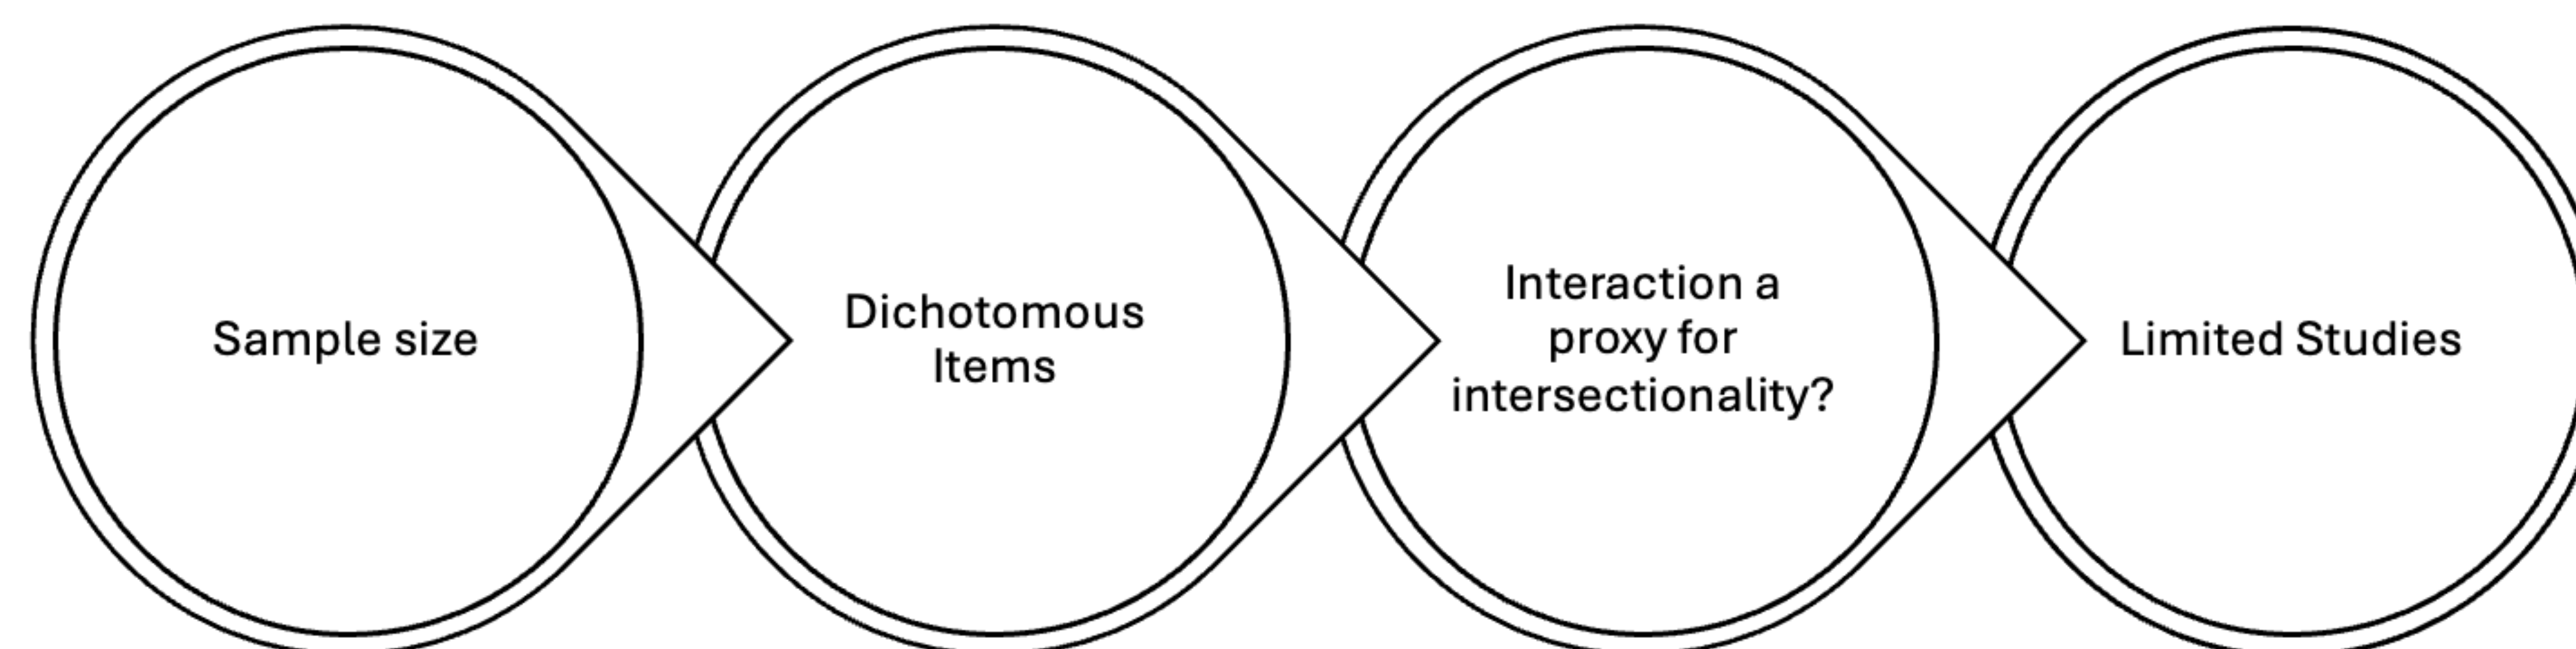 Sample size
Dichotomous
Items
Interaction a
proxy for
intersectionality?
Limited Studies